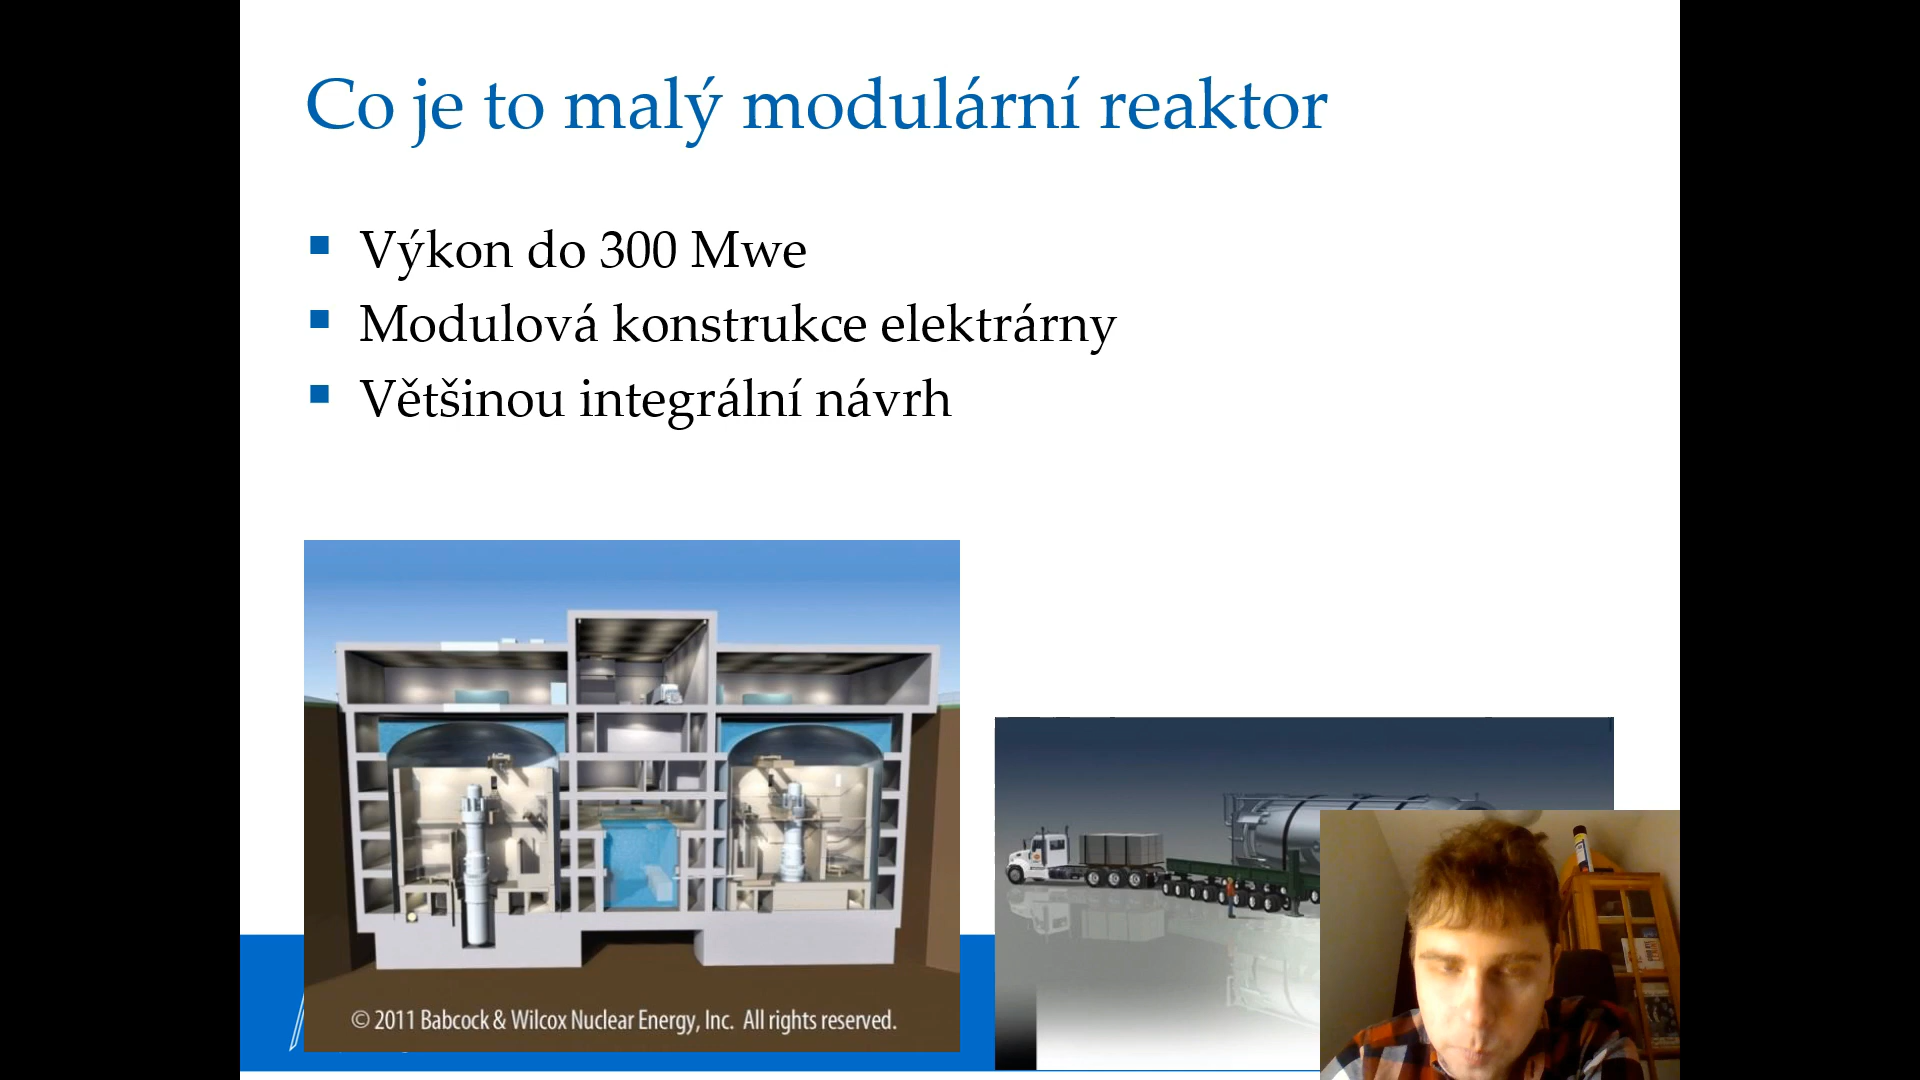 Co je to malý modulární reaktor
Výkon do 300 Mwe
Modulová konstrukce elektrárny
Většinou integrální návrh
© 2011 Babcock & Wilcox Nuclear Energy, Inc. All rights reserved.